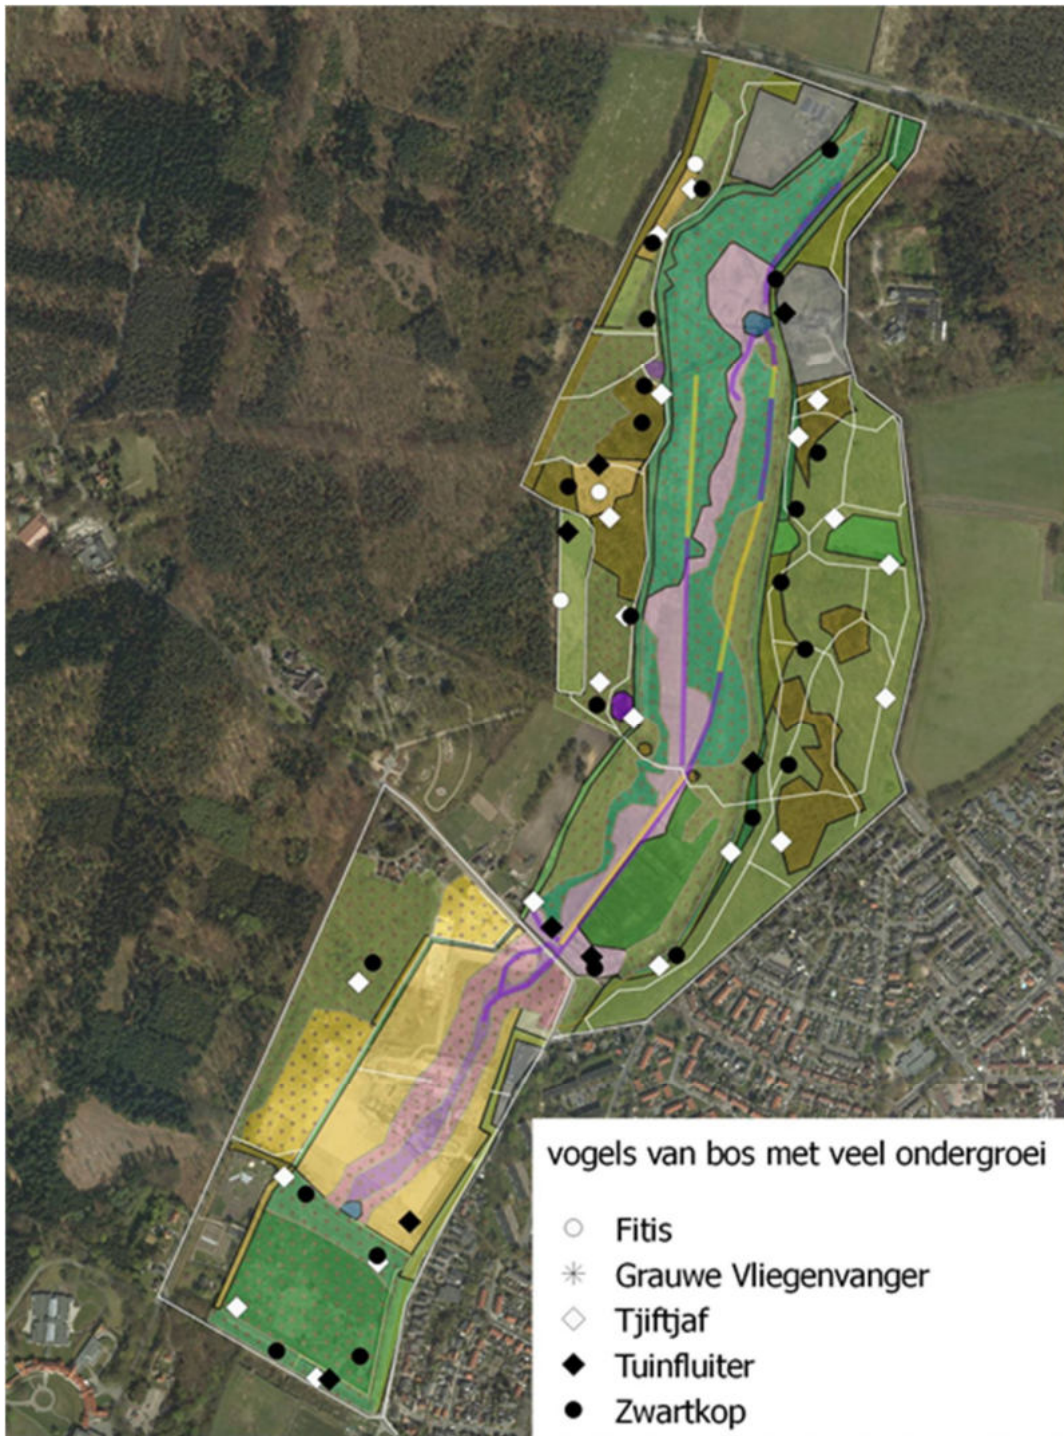 vogels van bos met veel ondergroei
Fitis
Grauwe Vliegenvanger
Tjiftjaf
Tuinfluiter
Zwartkop